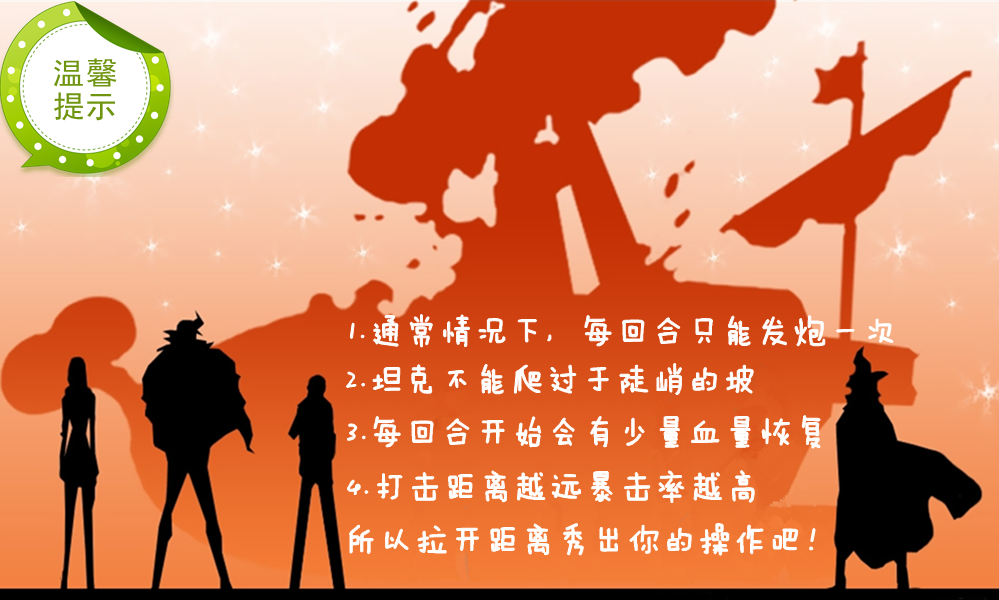 温馨
提示
1.通常情况下，每回合只能发炮一次
2.坦克不能爬过于陡峭的坡
3.每回合开始会有少量血量恢复
4.打击距离越远暴击率越高
所以拉开距离秀出你的操作吧！